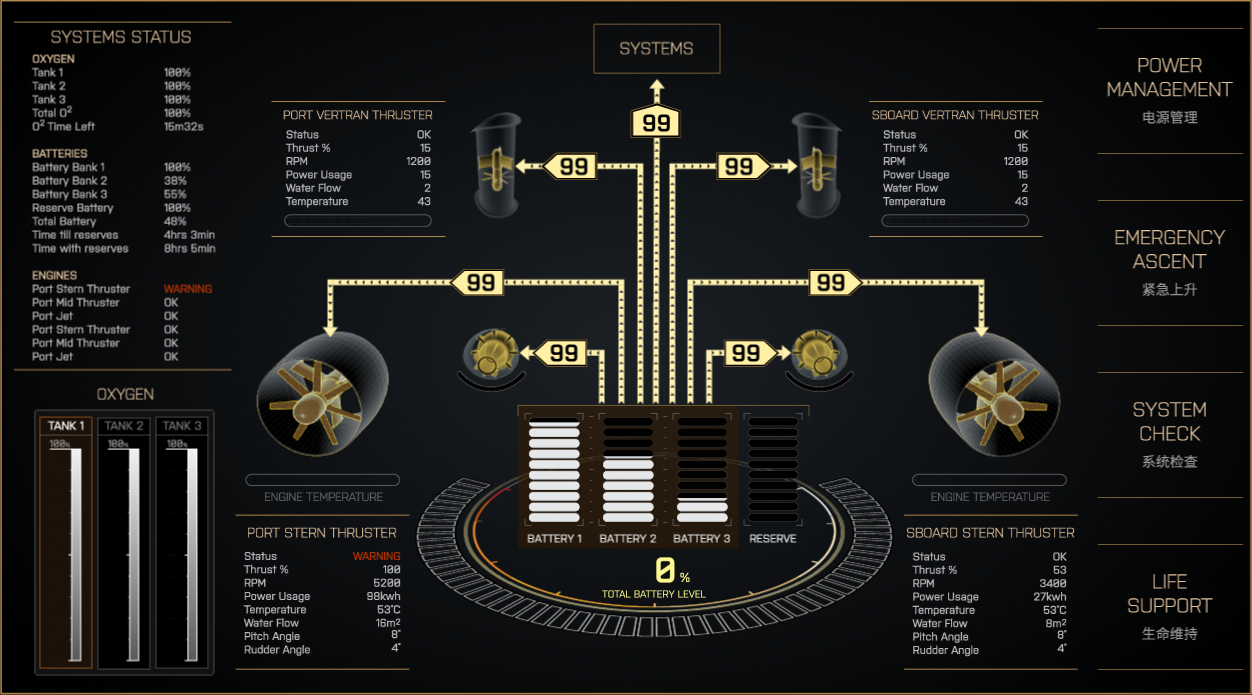 SYSTEMS STATUS
OXYGEN
Tank 1 100%
Tank 2 100%
Tank 3 100%
Total O² 100%
O² Time Left 15m32s
BATTERIES
Battery Bank 1 100%
Battery Bank 2 38%
Battery Bank 3 55%
Reserve Battery 100%
Total Battery 48%
Time till reserves 4hrs 3min
Time with reserves 8hrs 5min
ENGINES
Port Stern Thruster WARNING
Port Mid Thruster OK
Port Jet OK
Port Stern Thruster OK
Port Mid Thruster OK
Port Jet OK
OXYGEN
TANK 1 TANK 2 TANK 3
100% 100% 100%
SYSTEMS
99
PORT VERTRAN THRUSTER
Status OK
Thrust % 15
RPM 1200
Power Usage 15
Water Flow 2
Temperature 43
99 99
SBOARD VERTRAN THRUSTER
Status OK
Thrust % 15
RPM 1200
Power Usage 15
Water Flow 2
Temperature 43
99 99
99 99
ENGINE TEMPERATURE
PORT STERN THRUSTER
Status WARNING
Thrust % 100
RPM 5200
Power Usage 98kwh
Temperature 53°C
Water Flow 16m²
Pitch Angle 8°
Rudder Angle 4°
BATTERY 1 BATTERY 2 BATTERY 3 RESERVE
0 %
TOTAL BATTERY LEVEL
ENGINE TEMPERATURE
SBOARD STERN THRUSTER
Status OK
Thrust % 53
RPM 3400
Power Usage 27kwh
Temperature 53°C
Water Flow 8m²
Pitch Angle 8°
Rudder Angle 4°
POWER
MANAGEMENT
电源管理
EMERGENCY
ASCENT
紧急上升
SYSTEM
CHECK
系统检查
LIFE
SUPPORT
生命维持